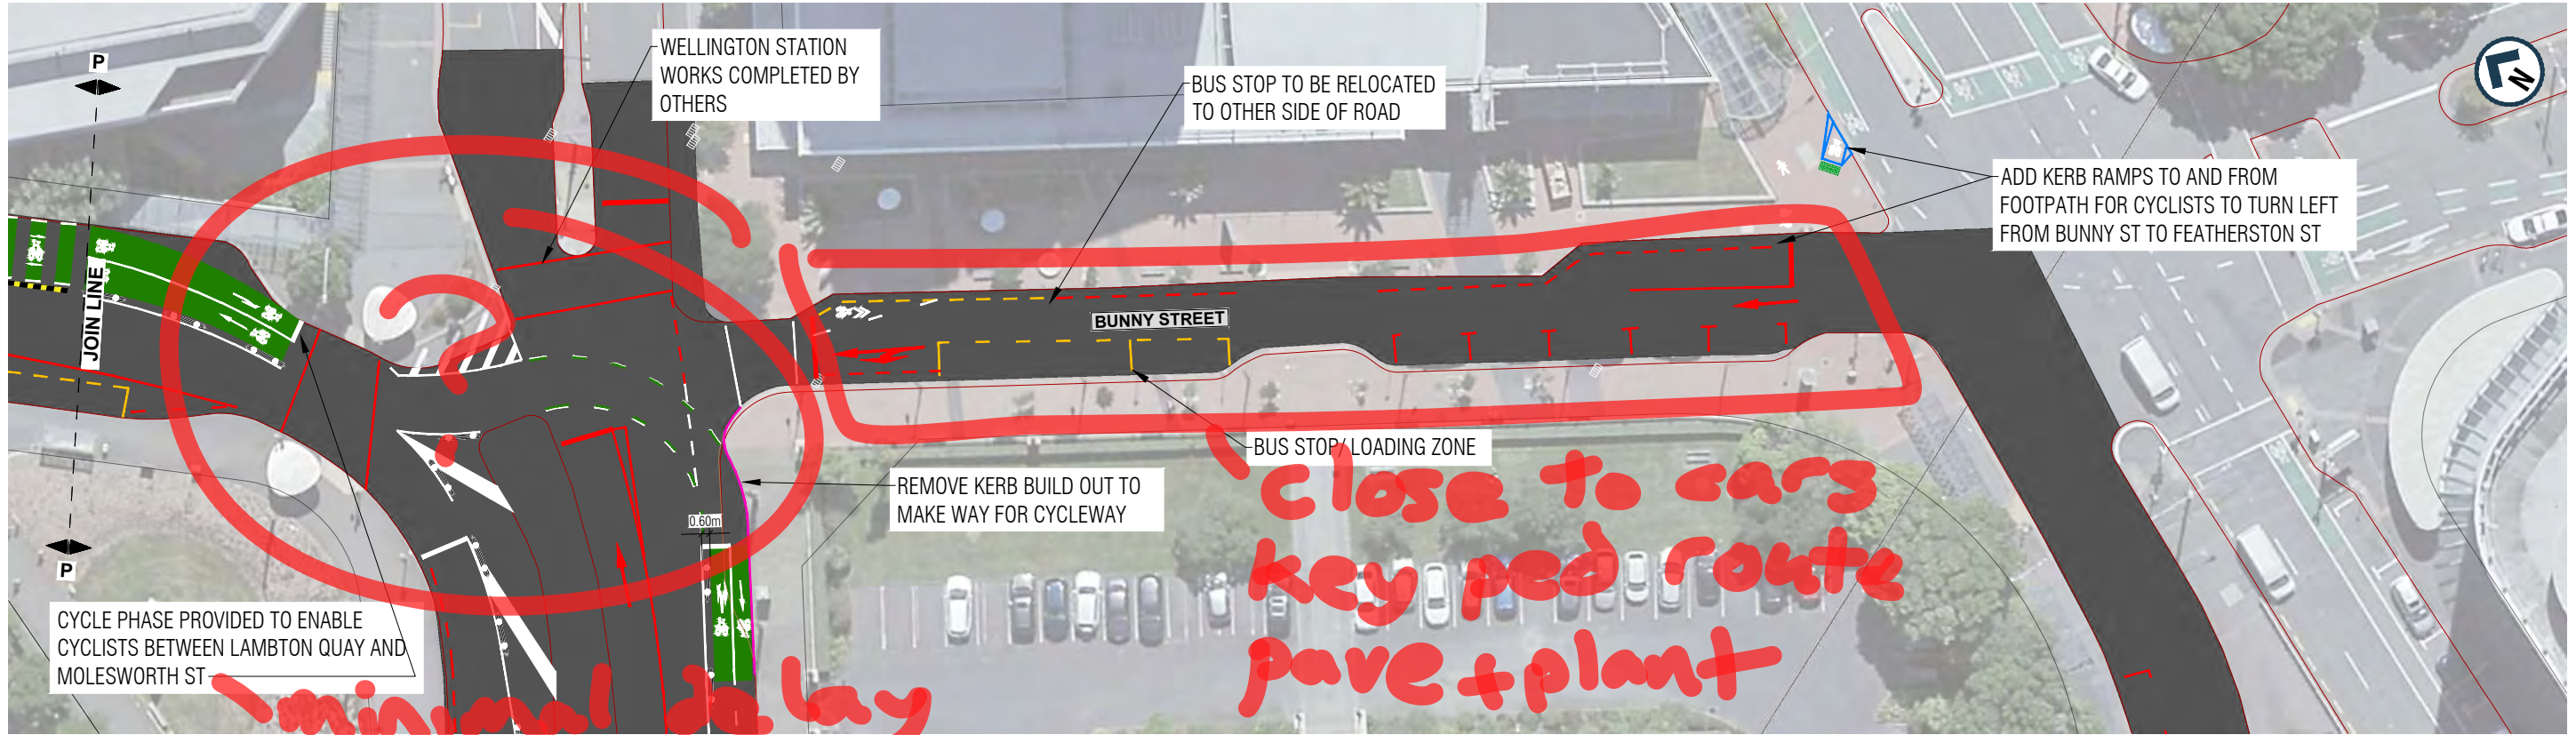 P
WELLINGTON STATION
WORKS COMPLETED BY
OTHERS
BUS STOP TO BE RELOCATED
TO OTHER SIDE OF ROAD
N
ADD KERB RAMPS TO AND FROM
FOOTPATH FOR CYCLISTS TO TURN LEFT
FROM BUNNY ST TO FEATHERSTON ST
JOIN LINE
?
BUNNY STREET
BUS STOP/ LOADING ZONE
REMOVE KERB BUILD OUT TO
MAKE WAY FOR CYCLEWAY
0.60m
close to cars
key ped route
pave + plant
P
CYCLE PHASE PROVIDED TO ENABLE
CYCLISTS BETWEEN LAMBTON QUAY AND
MOLESWORTH ST
minimal delay